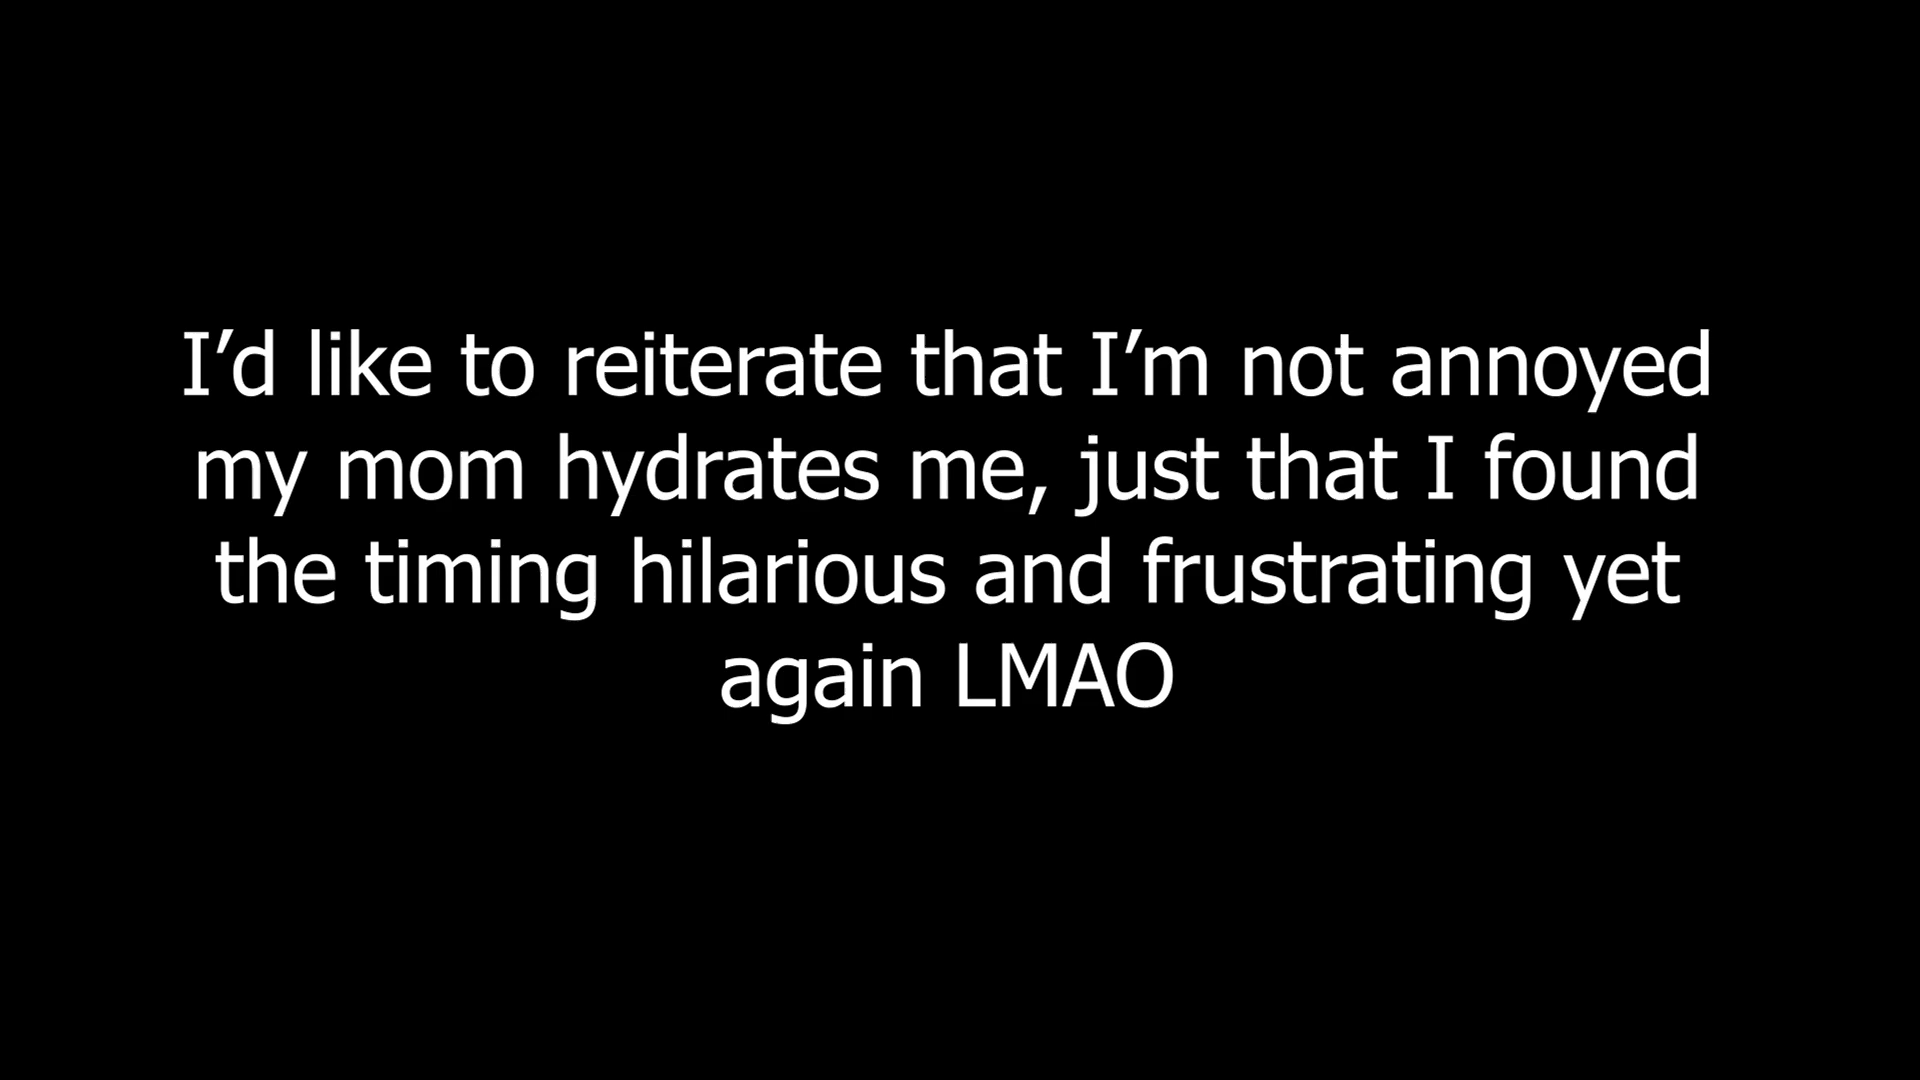 I’d like to reiterate that I’m not annoyed
my mom hydrates me, just that I found
the timing hilarious and frustrating yet
again LMAO